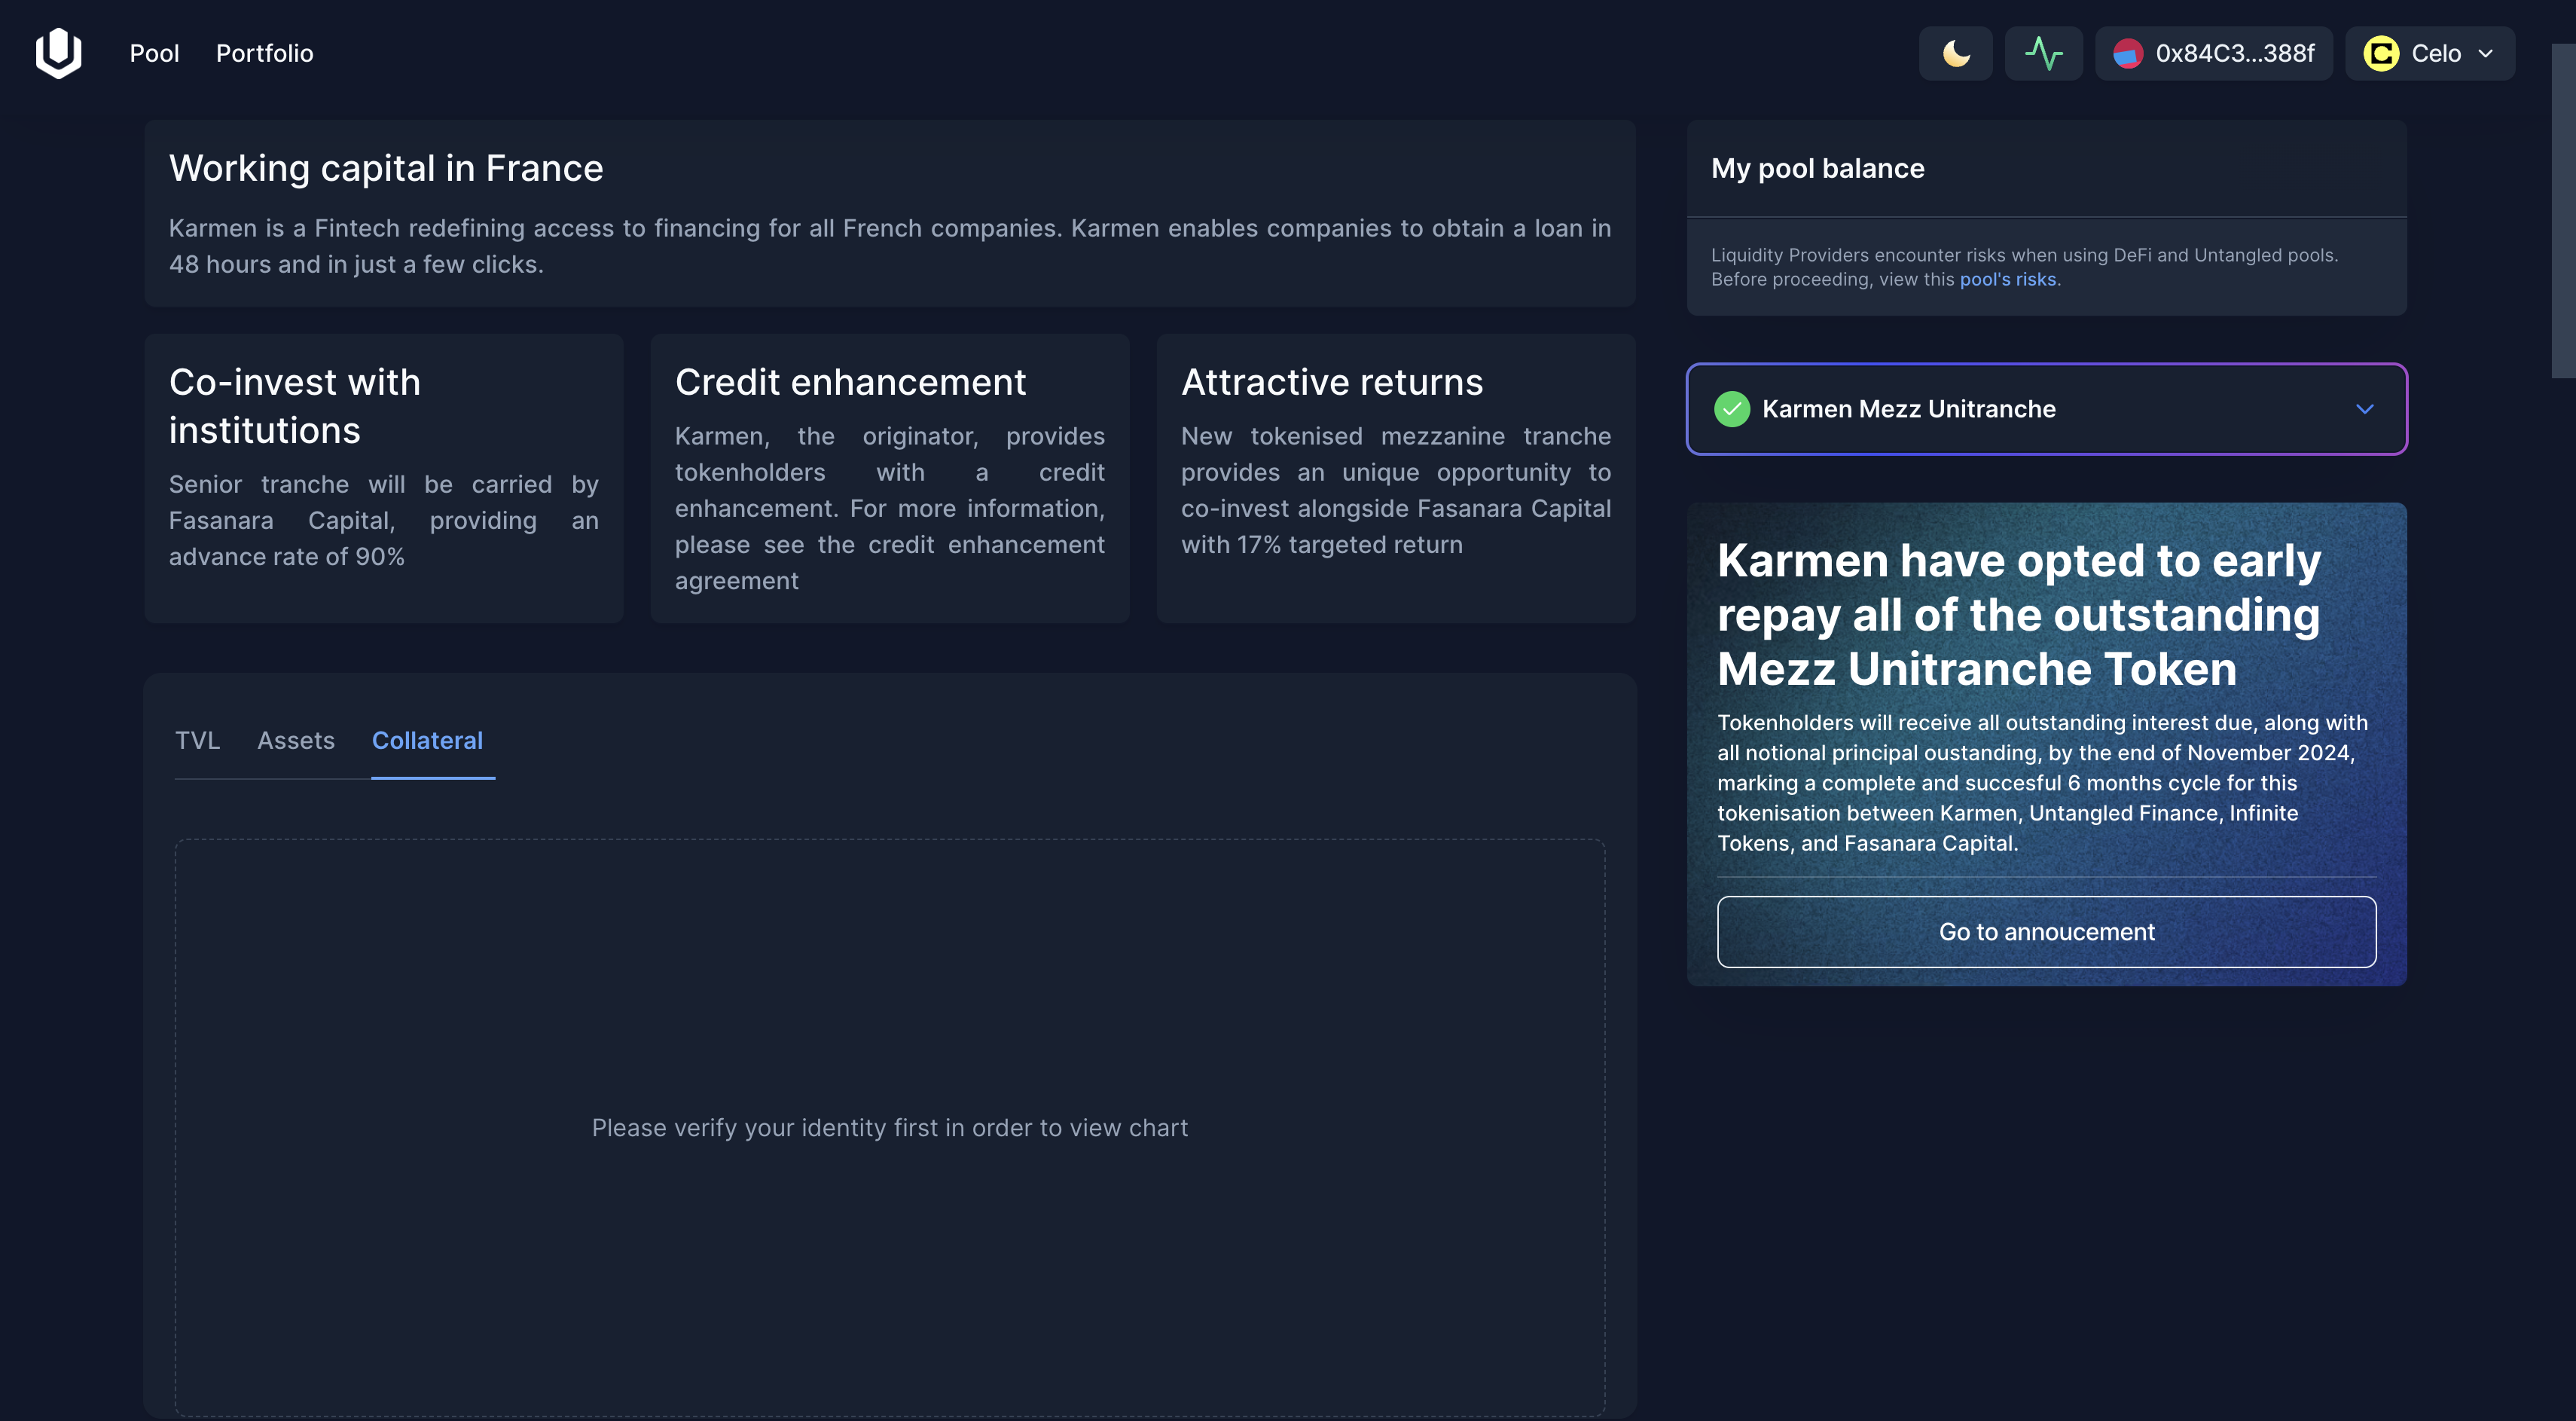 Pool
Portfolio
0x84C3...388f
Celo
Working capital in France
Karmen is a Fintech redefining access to financing for all French companies. Karmen enables companies to obtain a loan in
48 hours and in just a few clicks.
Co-invest with
institutions
Senior tranche will be carried by
Fasanara Capital, providing an
advance rate of 90%
Credit enhancement
Karmen, the originator, provides
tokenholders with a credit
enhancement. For more information,
please see the credit enhancement
agreement
Attractive returns
New tokenised mezzanine tranche
provides an unique opportunity to
co-invest alongside Fasanara Capital
with 17% targeted return
TVL
Assets
Collateral
Please verify your identity first in order to view chart
My pool balance
Liquidity Providers encounter risks when using DeFi and Untangled pools.
Before proceeding, view this pool's risks.
Karmen Mezz Unitranche
Karmen have opted to early
repay all of the outstanding
Mezz Unitranche Token
Tokenholders will receive all outstanding interest due, along with
all notional principal oustanding, by the end of November 2024,
marking a complete and succesful 6 months cycle for this
tokenisation between Karmen, Untangled Finance, Infinite
Tokens, and Fasanara Capital.
Go to annoucement